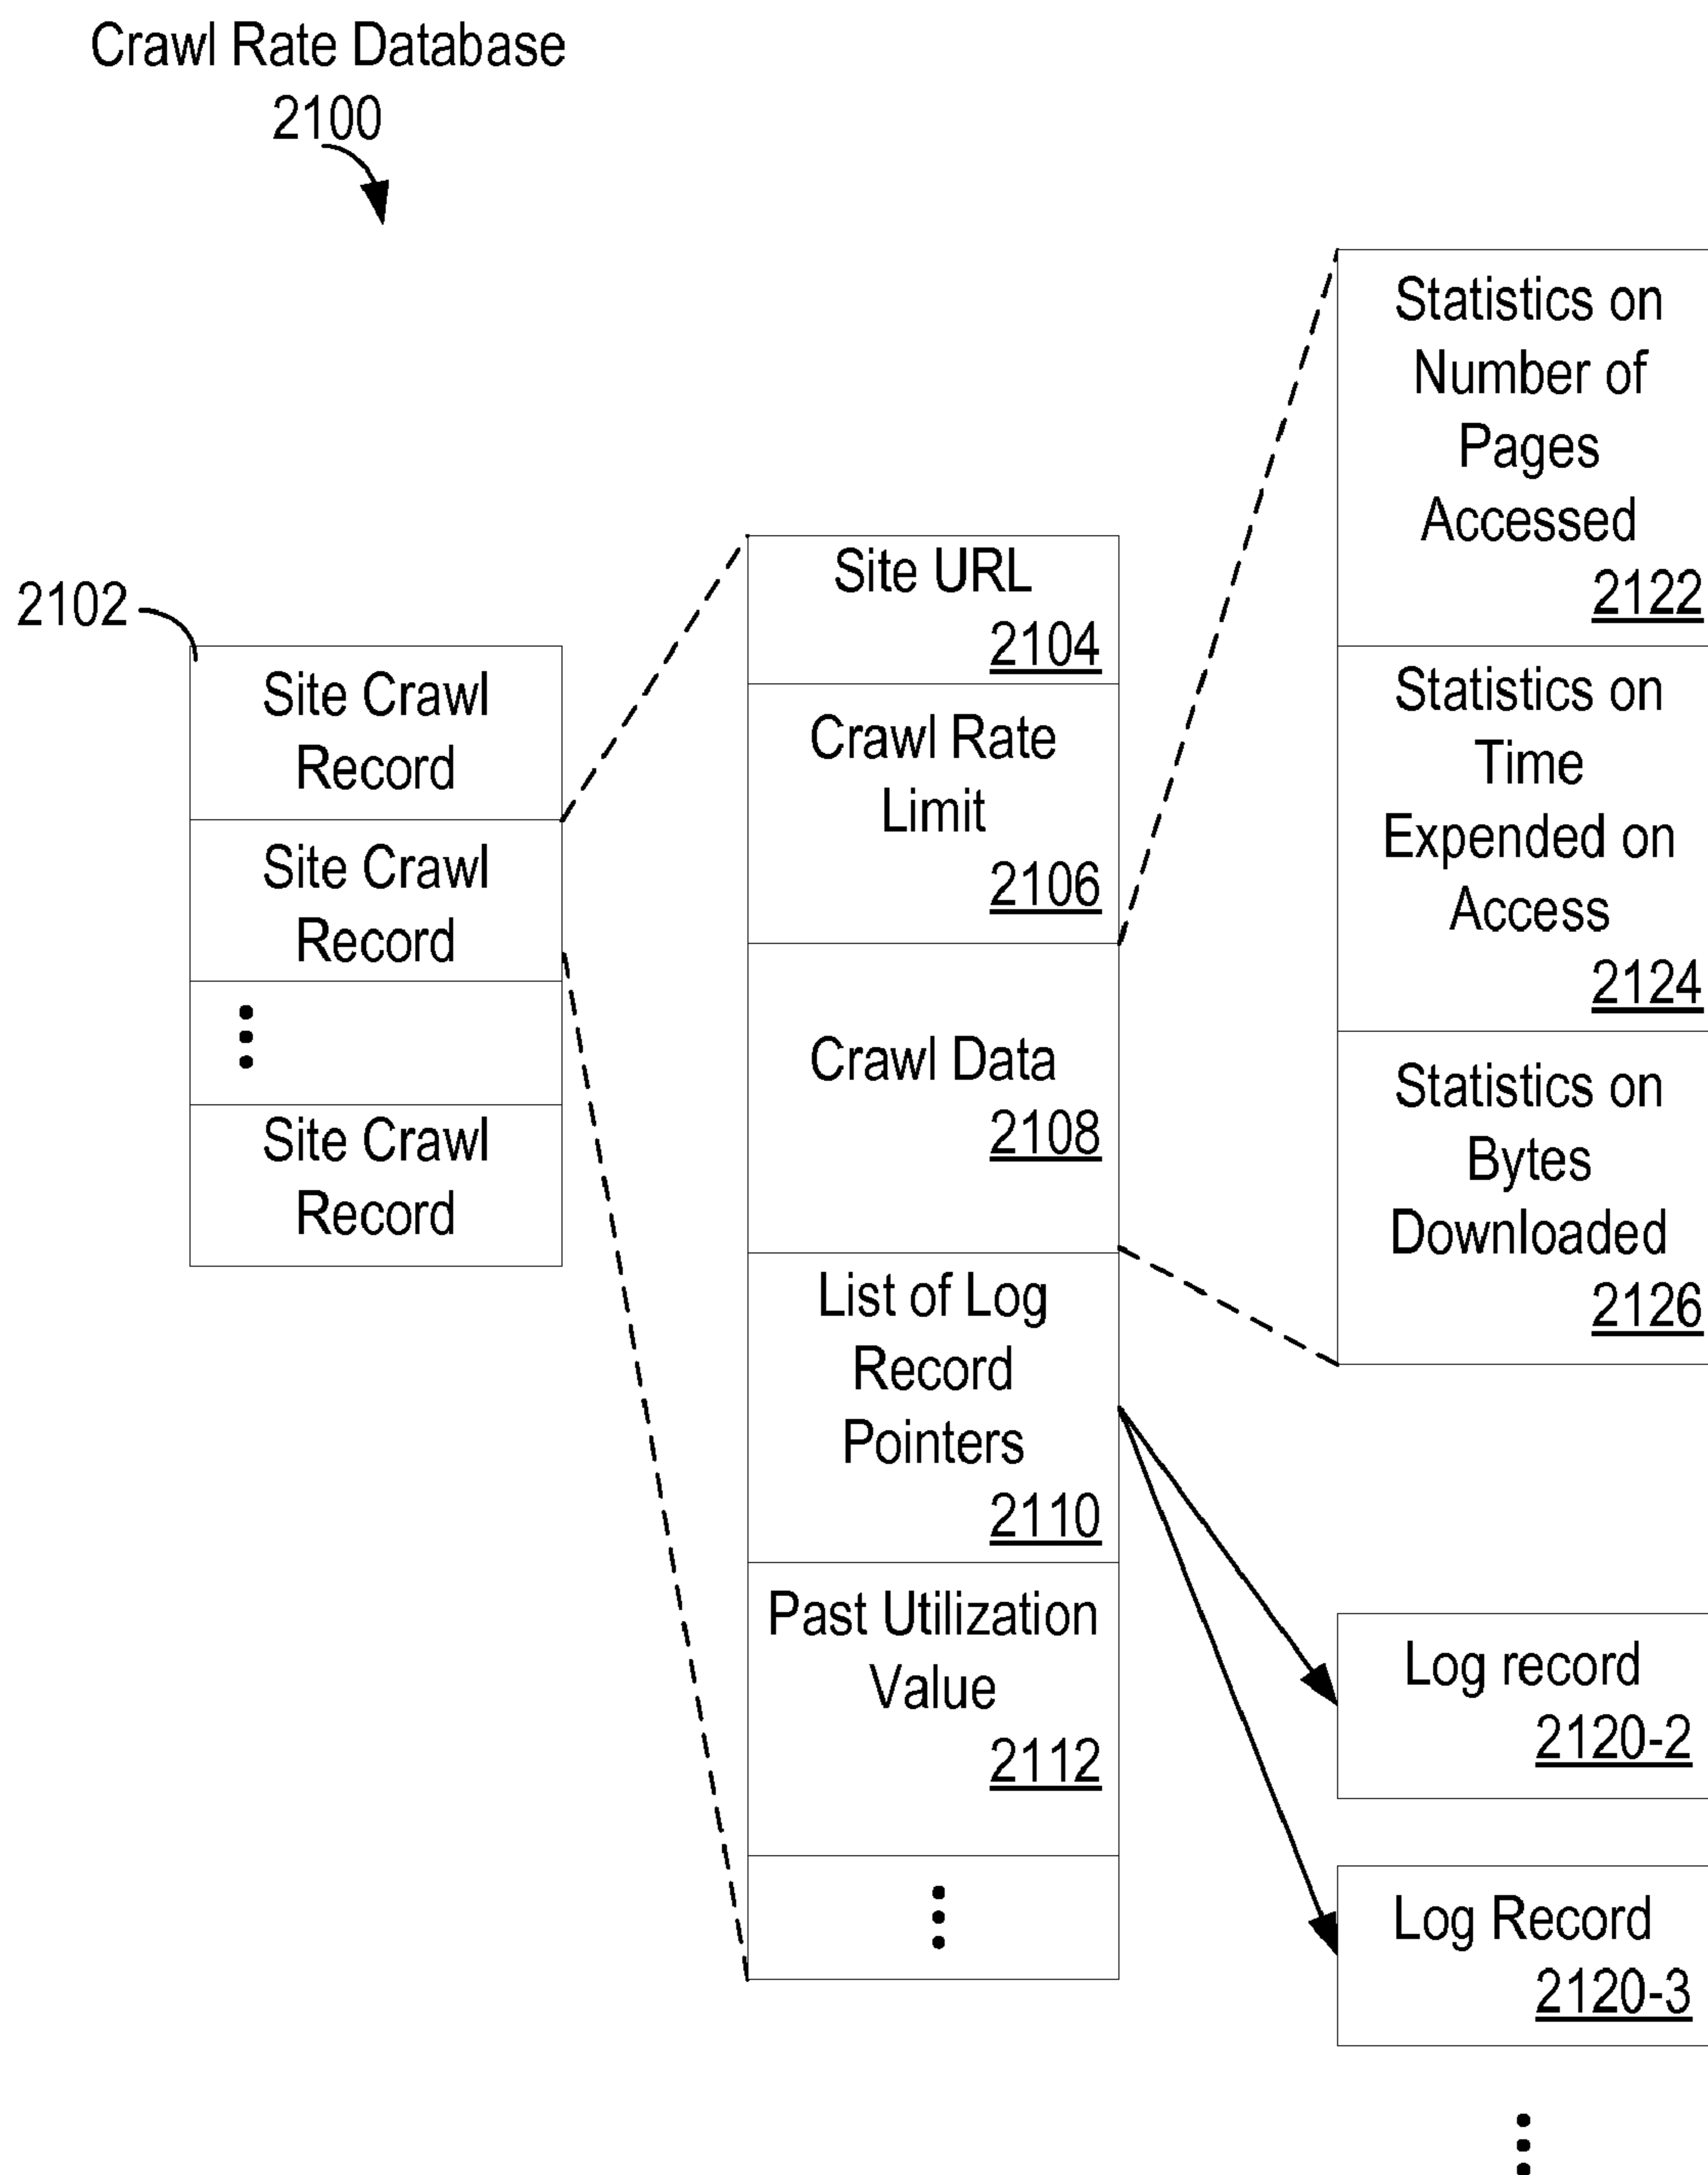 Crawl Rate Database
2100
2102
Site Crawl
Record
Site Crawl
Record
Site Crawl
Record
Site URL
2104
Crawl Rate
Limit
2106
Crawl Data
2108
List of Log
Record
Pointers
2110
Past Utilization
Value
2112
Statistics on
Number of
Pages
Accessed
2122
Statistics on
Time
Expended on
Access
2124
Statistics on
Bytes
Downloaded
2126
Log record
2120-2
Log Record
2120-3